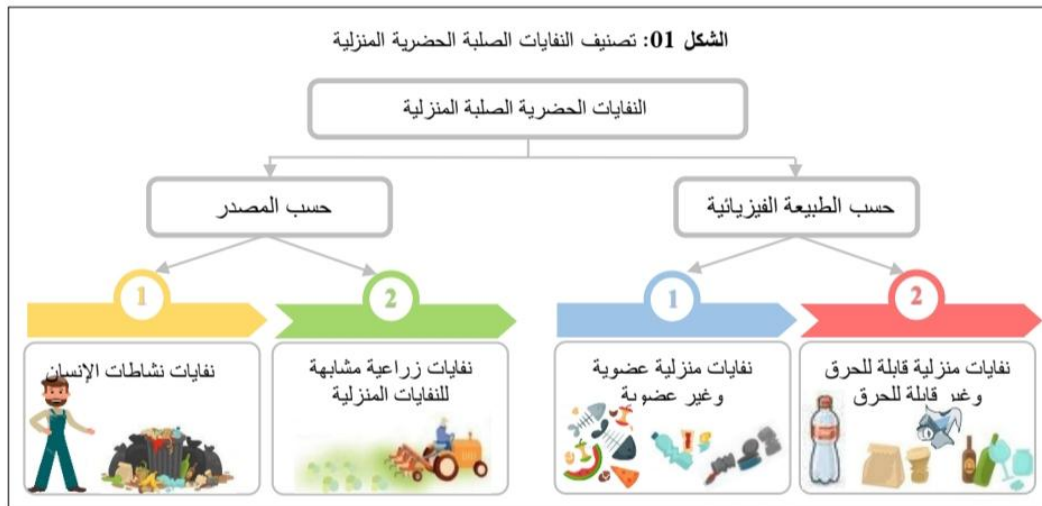 الشكل 01: تصنيف النفايات الصلبة الحضرية المنزلية
النفايات الحضرية الصلبة المنزلية
حسب الطبيعة الفيزيائية
حسب المصدر
2
1
2
1
نفايات منزلية قابلة للحرق
وغير قابلة للحرق
نفايات منزلية عضوية
وغير عضوية
نفايات زراعية مشابهة
للنفايات المنزلية
نفايات نشاطات الإنسان